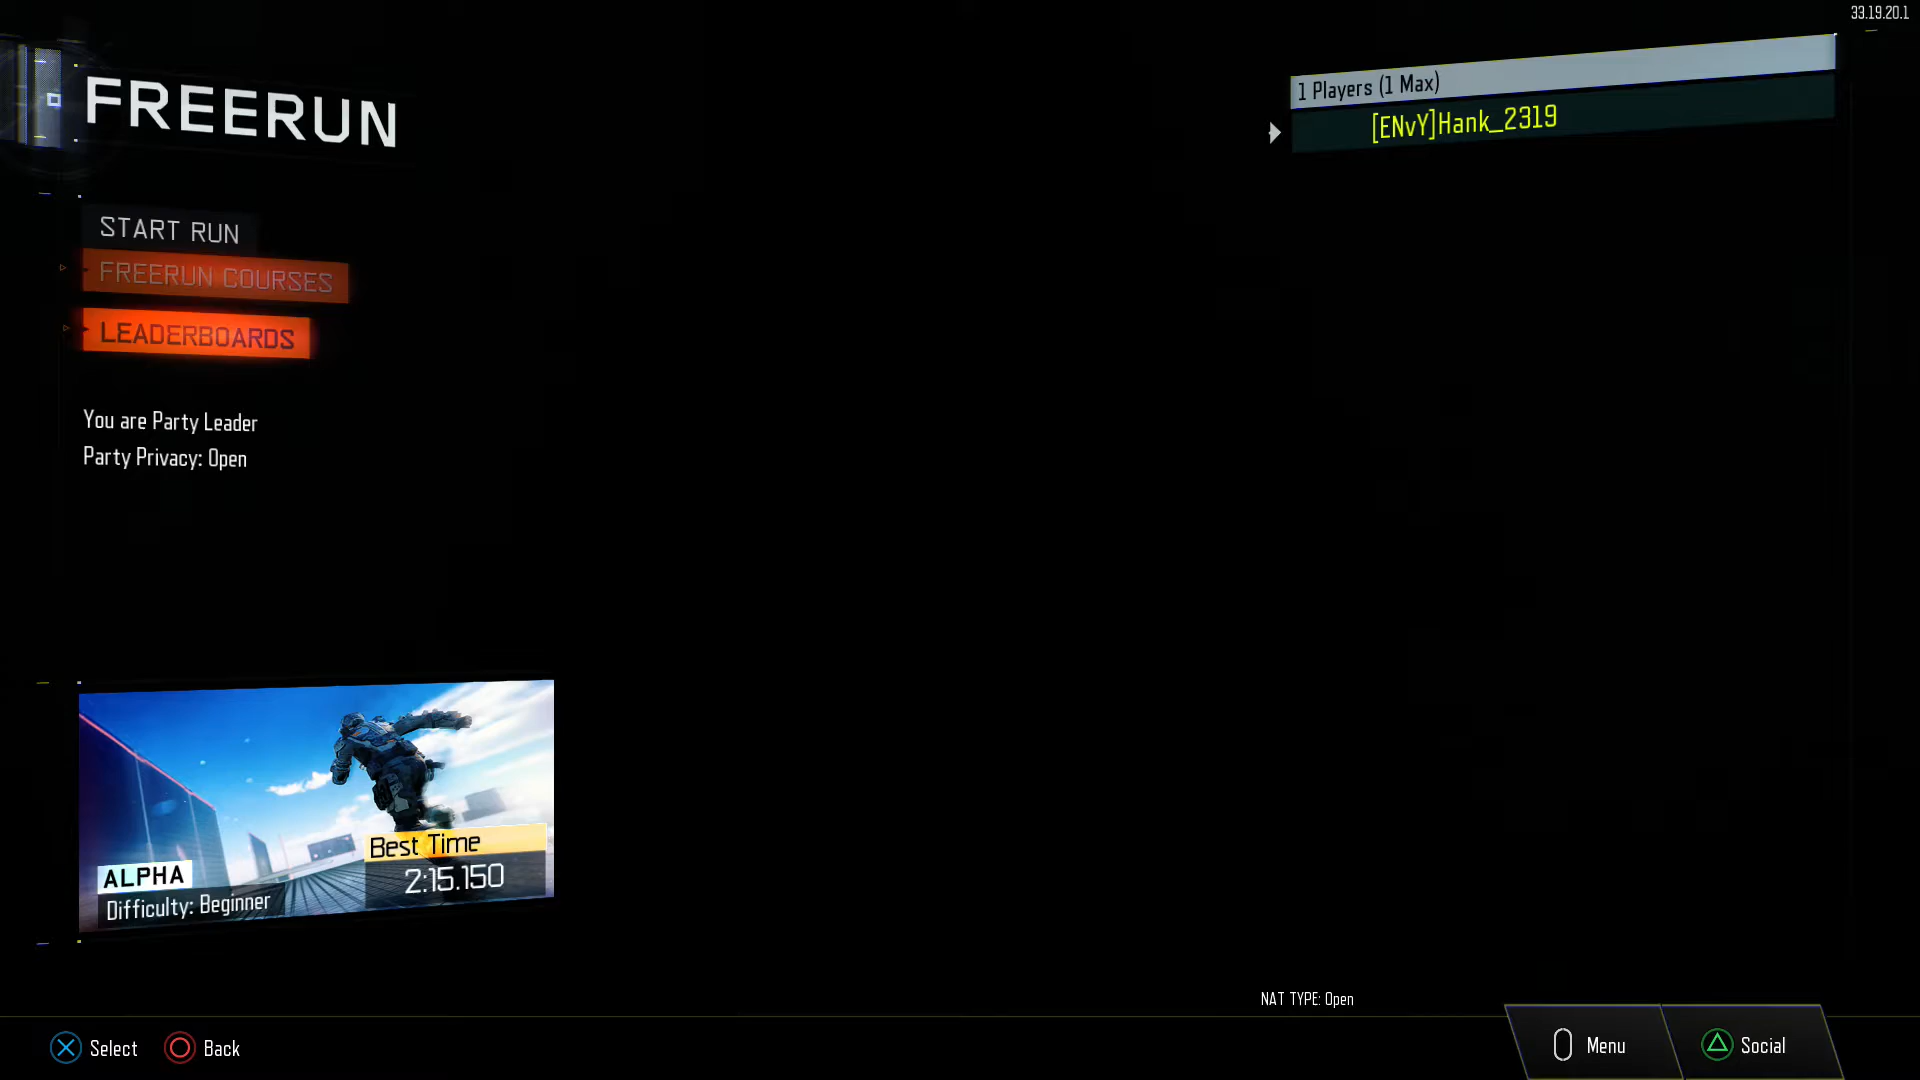 33.19.20.1
FREERUN
1 Players (1 Max)
[ENvY]Hank_2319
START RUN
FREERUN COURSES
LEADERBOARDS
You are Party Leader
Party Privacy: Open
Best Time
2:15.150
ALPHA
Difficulty: Beginner
NAT TYPE: Open
Select
Back
Menu
Social